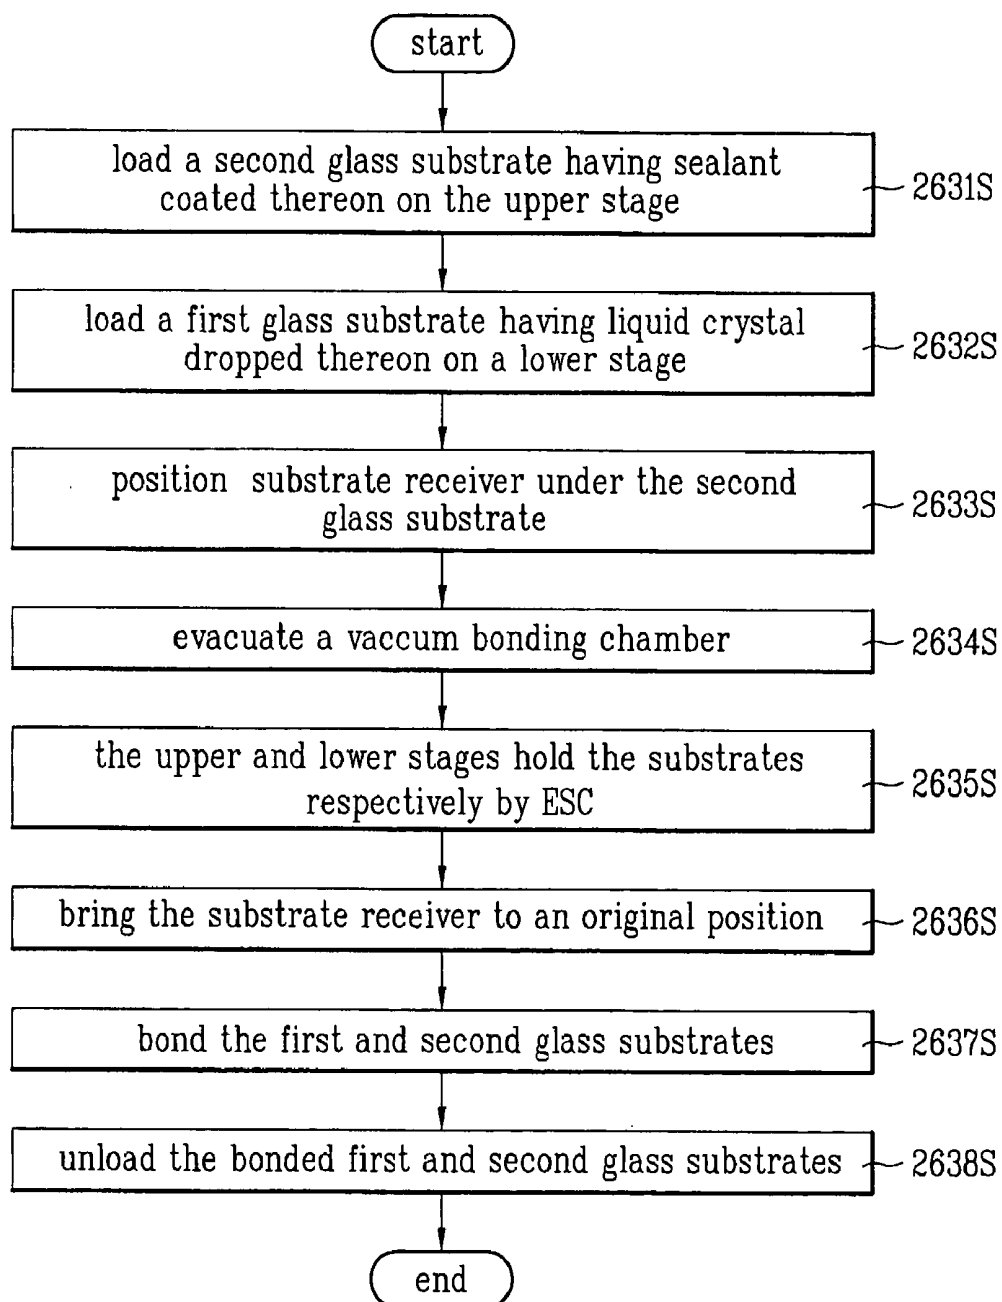 start
load a second glass substrate having sealant
coated thereon on the upper stage
2631S
load a first glass substrate having liquid crystal
dropped thereon on a lower stage
2632S
position substrate receiver under the second
glass substrate
2633S
evacuate a vaccum bonding chamber
2634S
the upper and lower stages hold the substrates
respectively by ESC
2635S
bring the substrate receiver to an original position
2636S
bond the first and second glass substrates
2637S
unload the bonded first and second glass substrates
2638S
end